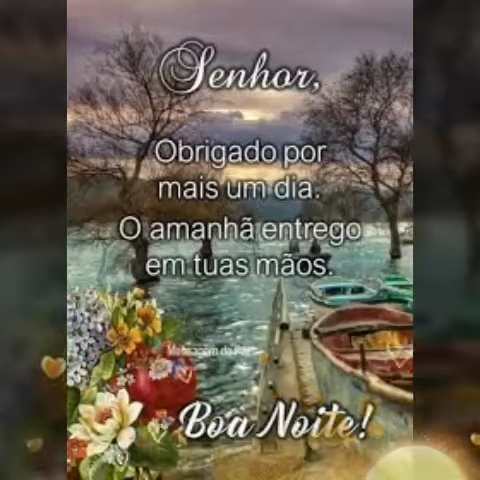 Senhor,
Obrigado por
mais um dia.
O amanhã entrego
em tuas mãos.
Boa Noite!